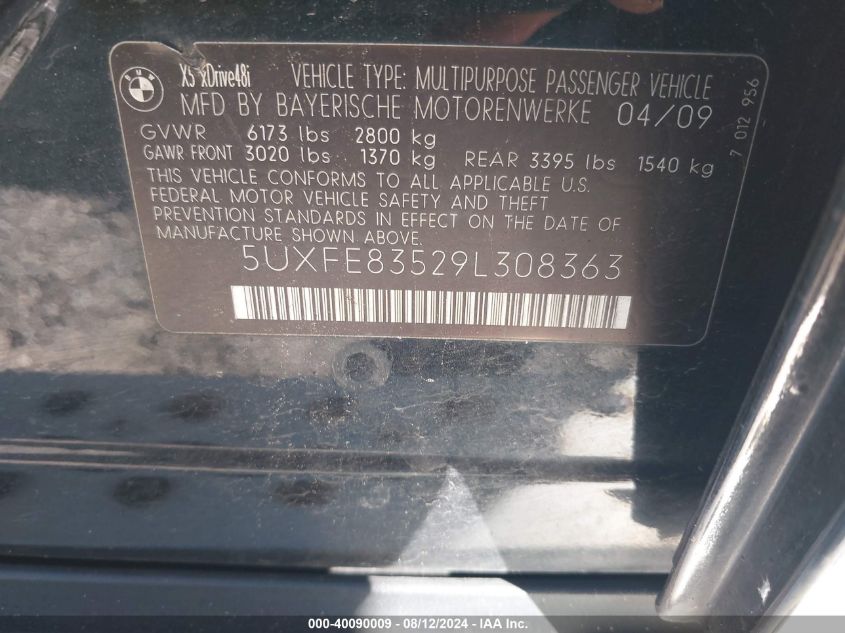 BMW
X5 xDrive48i VEHICLE TYPE: MULTIPURPOSE PASSENGER VEHICLE
MFD BY BAYERISCHE MOTORENWERKE 04/09
GVWR 6173 lbs 2800 kg
GAWR FRONT 3020 lbs 1370 kg REAR 3395 lbs 1540 kg
THIS VEHICLE CONFORMS TO ALL APPLICABLE U.S.
FEDERAL MOTOR VEHICLE SAFETY AND THEFT
PREVENTION STANDARDS IN EFFECT ON THE DATE OF
MANUFACTURE SHOWN ABOVE.
5UXFE83529L308363
7 012 956
000-40090009 - 08/12/2024 - IAA, Inc.